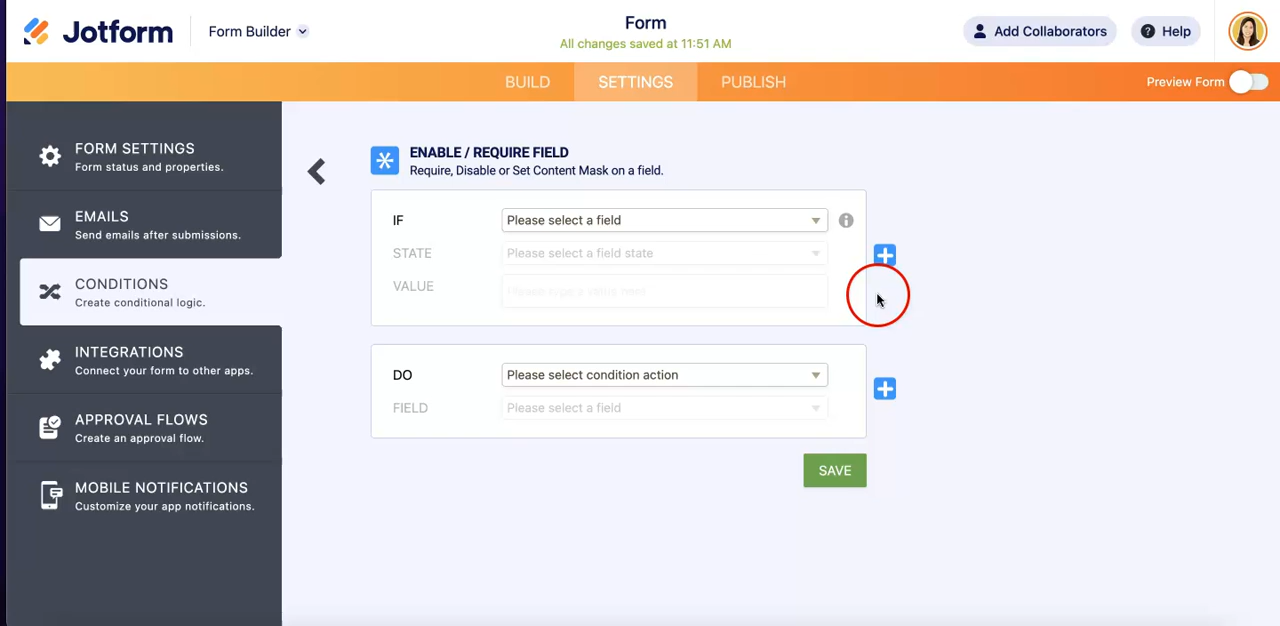 Jotform
Form Builder
Form
All changes saved at 11:51 AM
Add Collaborators
Help
BUILD
SETTINGS
PUBLISH
Preview Form
FORM SETTINGS
Form status and properties.
EMAILS
Send emails after submissions.
CONDITIONS
Create conditional logic.
INTEGRATIONS
Connect your form to other apps.
APPROVAL FLOWS
Create an approval flow.
MOBILE NOTIFICATIONS
Customize your app notifications.
ENABLE / REQUIRE FIELD
Require, Disable or Set Content Mask on a field.
IF
Please select a field
STATE
Please select a field state
VALUE
Please type a value here
DO
Please select condition action
FIELD
Please select a field
SAVE